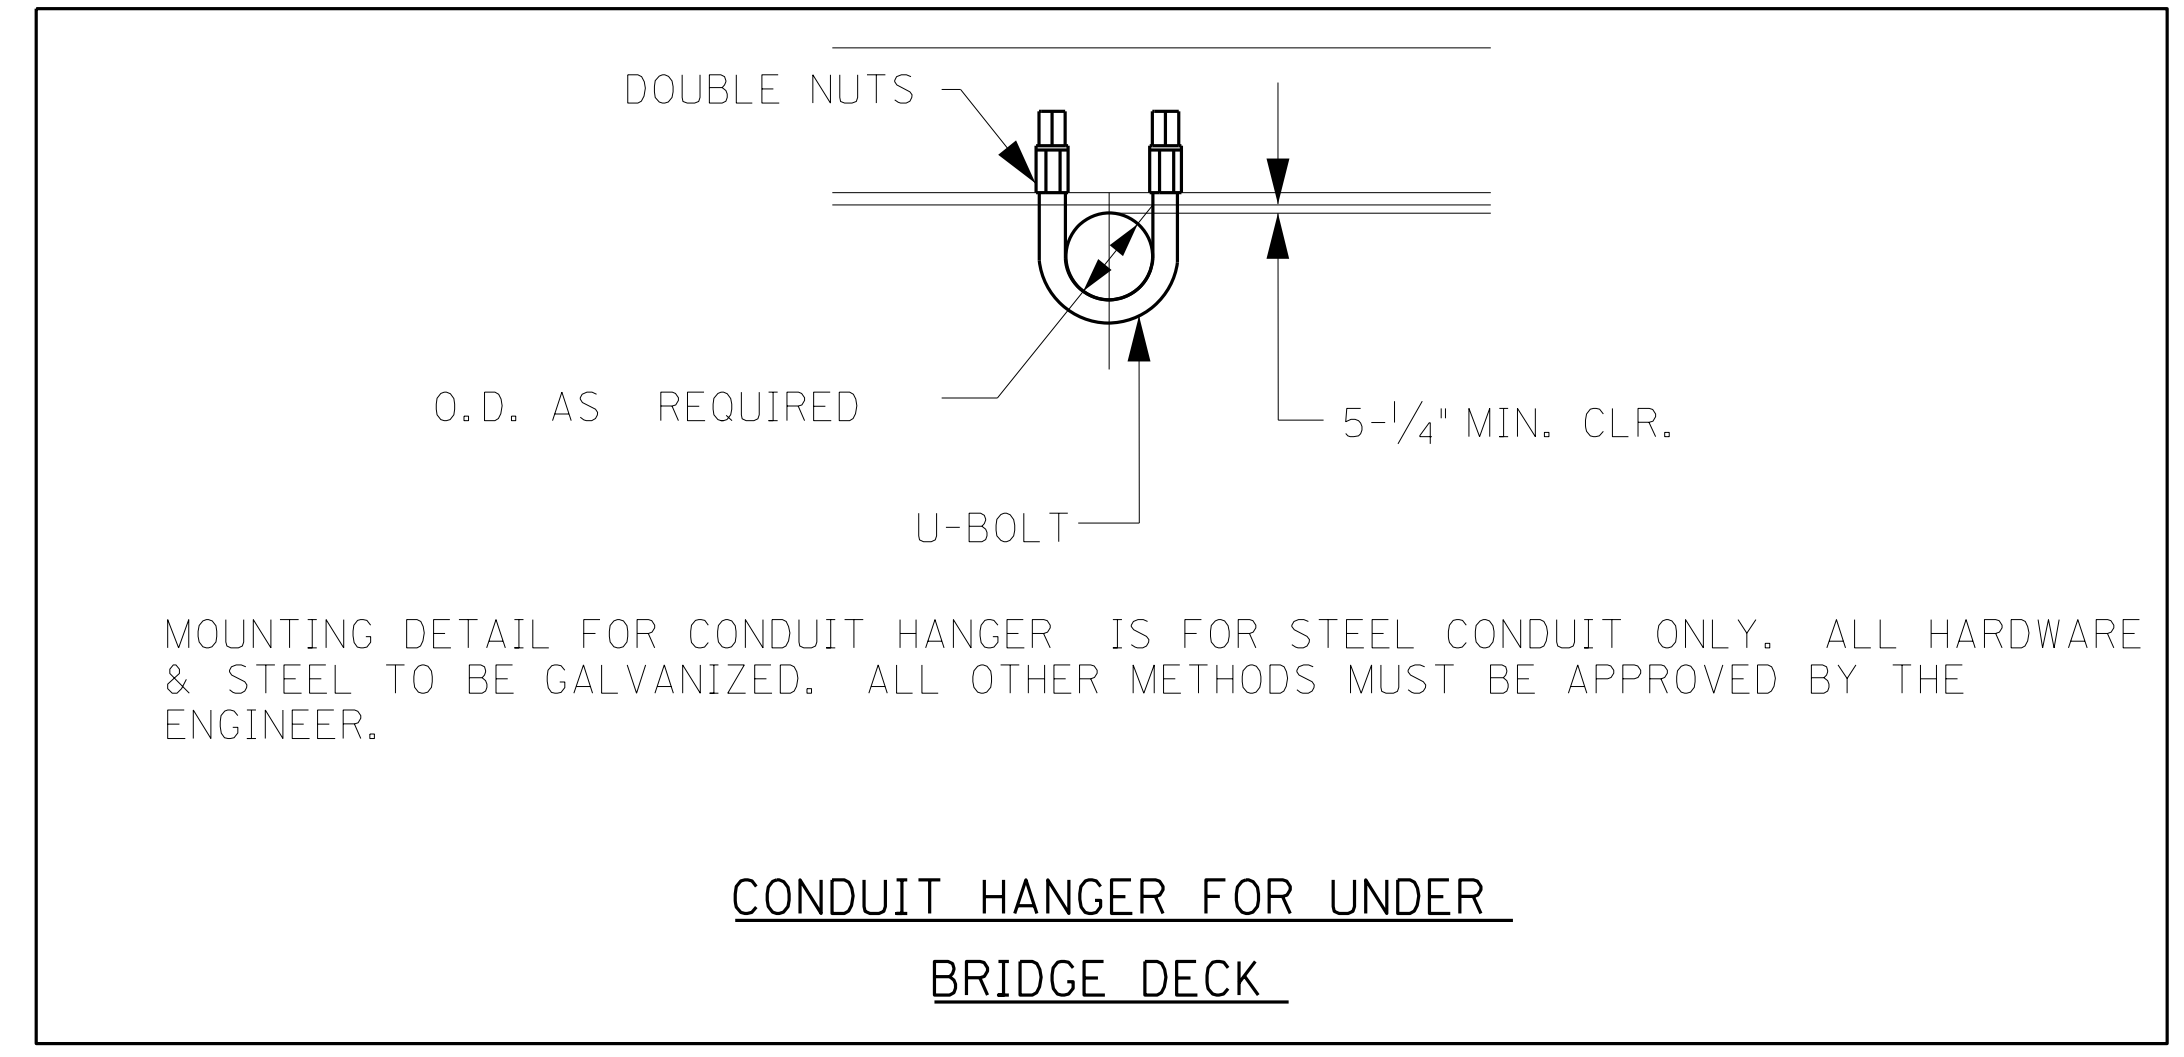 DOUBLE NUTS
O.D. AS REQUIRED
5-1/4" MIN. CLR.
U-BOLT
MOUNTING DETAIL FOR CONDUIT HANGER IS FOR STEEL CONDUIT ONLY. ALL HARDWARE
& STEEL TO BE GALVANIZED. ALL OTHER METHODS MUST BE APPROVED BY THE
ENGINEER.
CONDUIT HANGER FOR UNDER
BRIDGE DECK